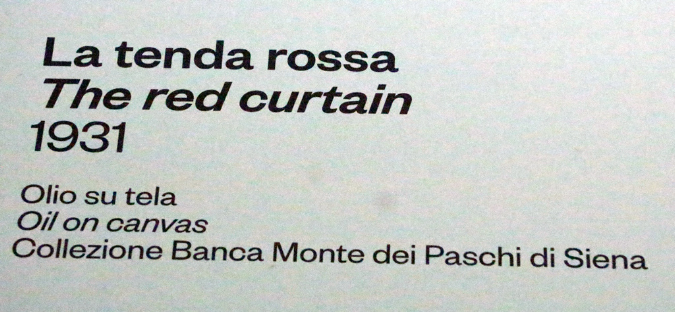 La tenda rossa
The red curtain
1931
Olio su tela
Oil on canvas
Collezione Banca Monte dei Paschi di Siena